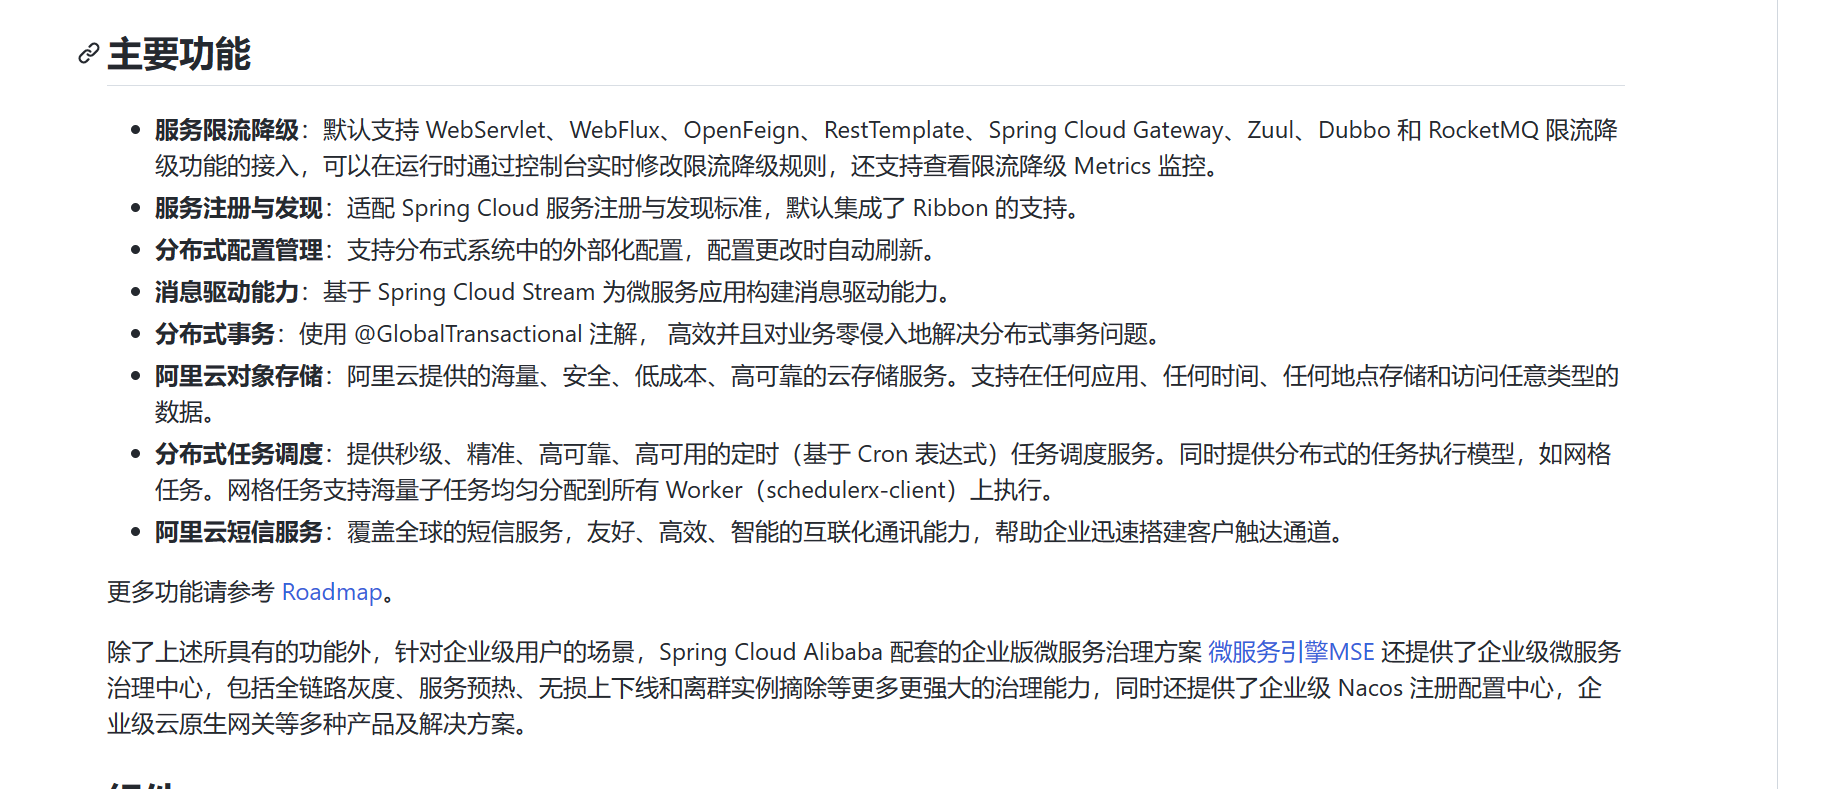 主要功能
服务限流降级：默认支持 WebServlet、WebFlux、OpenFeign、RestTemplate、Spring Cloud Gateway、Zuul、Dubbo 和 RocketMQ 限流降
级功能的接入，可以在运行时通过控制台实时修改限流降级规则，还支持查看限流降级 Metrics 监控。
服务注册与发现：适配 Spring Cloud 服务注册与发现标准，默认集成了 Ribbon 的支持。
分布式配置管理：支持分布式系统中的外部化配置，配置更改时自动刷新。
消息驱动能力：基于 Spring Cloud Stream 为微服务应用构建消息驱动能力。
分布式事务：使用 @GlobalTransactional 注解， 高效并且对业务零侵入地解决分布式事务问题。
阿里云对象存储：阿里云提供的海量、安全、低成本、高可靠的云存储服务。支持在任何应用、任何时间、任何地点存储和访问任意类型的
数据。
分布式任务调度：提供秒级、精准、高可靠、高可用的定时（基于 Cron 表达式）任务调度服务。同时提供分布式的任务执行模型，如网格
任务。网格任务支持海量子任务均匀分配到所有 Worker（schedulerx-client）上执行。
阿里云短信服务：覆盖全球的短信服务，友好、高效、智能的互联化通讯能力，帮助企业迅速搭建客户触达通道。
更多功能请参考 Roadmap。
除了上述所具有的功能外，针对企业级用户的场景，Spring Cloud Alibaba 配套的企业版微服务治理方案 微服务引擎MSE 还提供了企业级微服务
治理中心，包括全链路灰度、服务预热、无损上下线和离群实例摘除等更多更强大的治理能力，同时还提供了企业级 Nacos 注册配置中心，企
业级云原生网关等多种产品及解决方案。